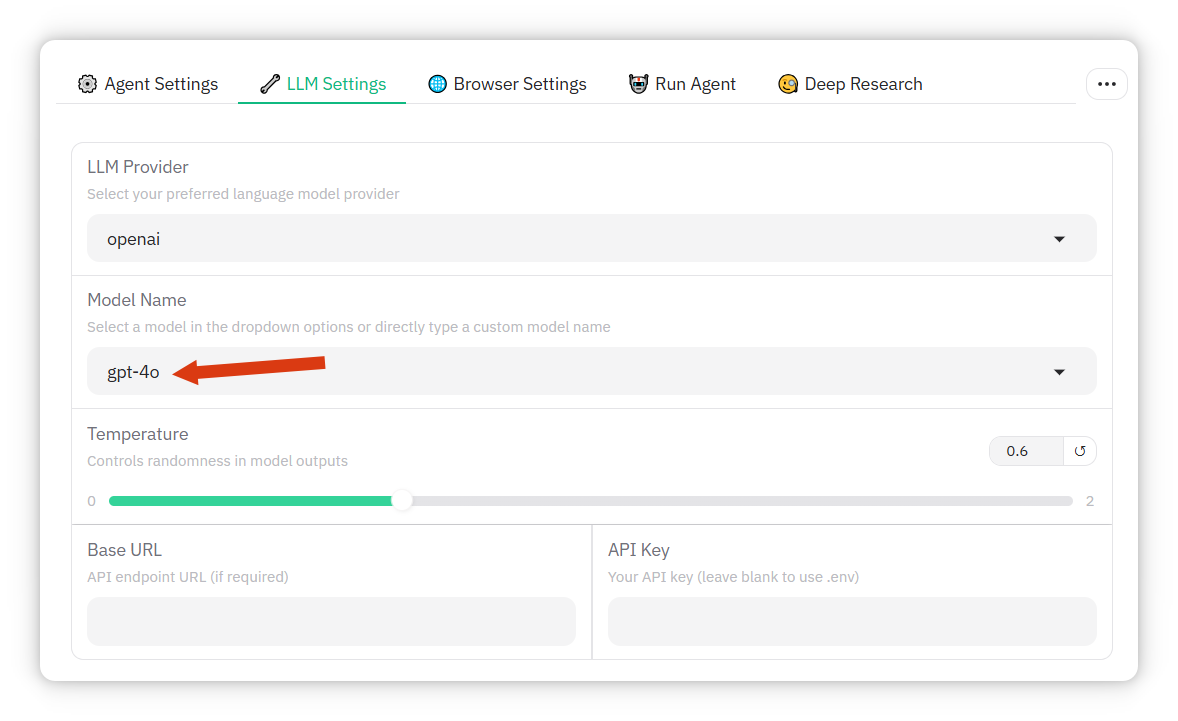 Agent Settings LLM Settings Browser Settings Run Agent Deep Research
LLM Provider
Select your preferred language model provider
openai
Model Name
Select a model in the dropdown options or directly type a custom model name
gpt-4o
Temperature
0.6
Controls randomness in model outputs
0 2
Base URL
API endpoint URL (if required)
API Key
Your API key (leave blank to use .env)